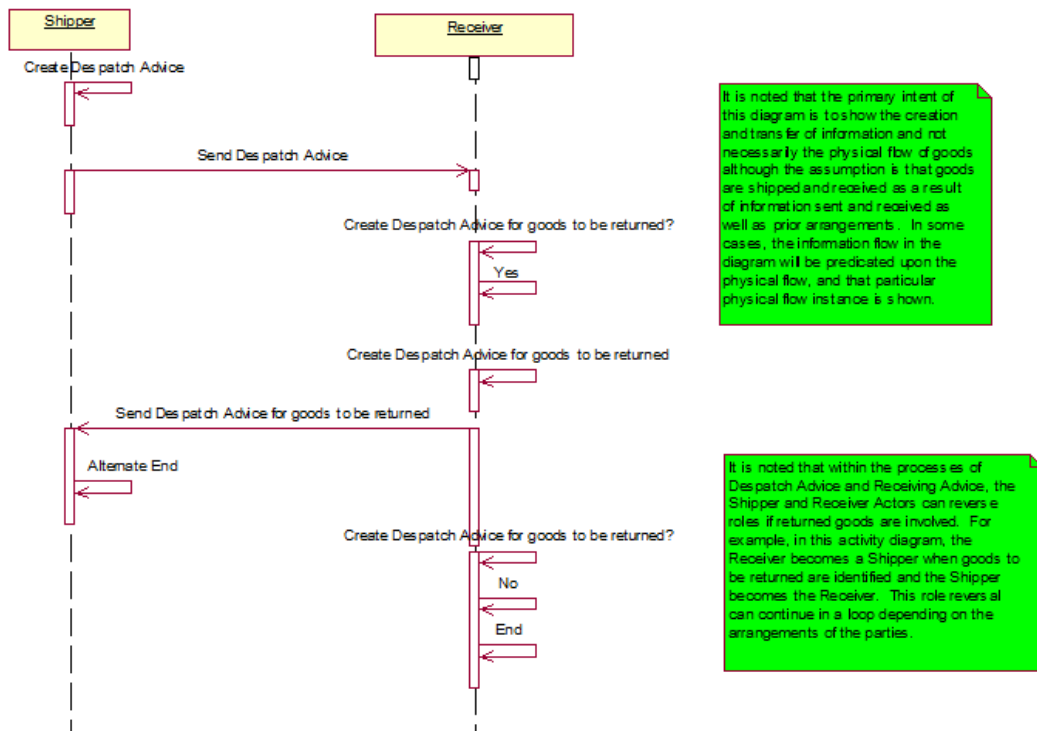 Shipper
Receiver
Create Despatch Advice
Send Despatch Advice
Create Despatch Advice for goods to be returned?
Yes
Create Despatch Advice for goods to be returned
Send Despatch Advice for goods to be returned
Alternate End
Create Despatch Advice for goods to be returned?
No
End
It is noted that the primary intent of
this diagram is to show the creation
and transfer of information and not
necessarily the physical flow of goods
although the assumption is that goods
are shipped and received as a result
of information sent and received as
well as prior arrangements. In some
cases, the information flow in the
diagram will be predicated upon the
physical flow, and that particular
physical flow instance is shown.
It is noted that within the processes of
Despatch Advice and Receiving Advice, the
Shipper and Receiver Actors can reverse
roles if returned goods are involved. For
example, in this activity diagram, the
Receiver becomes a Shipper when goods to
be returned are identified and the Shipper
becomes the Receiver. This role reversal
can continue in a loop depending on the
arrangements of the parties.